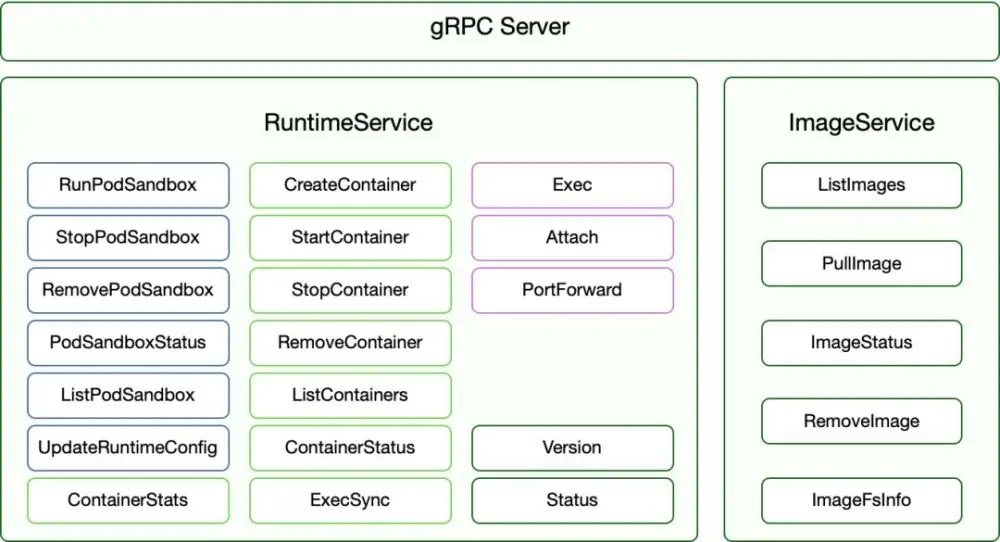 gRPC Server
RuntimeService
RunPodSandbox
StopPodSandbox
RemovePodSandbox
PodSandboxStatus
ListPodSandbox
UpdateRuntimeConfig
ContainerStats
CreateContainer
StartContainer
StopContainer
RemoveContainer
ListContainers
ContainerStatus
ExecSync
Exec
Attach
PortForward
Version
Status
ImageService
ListImages
PullImage
ImageStatus
RemoveImage
ImageFsInfo